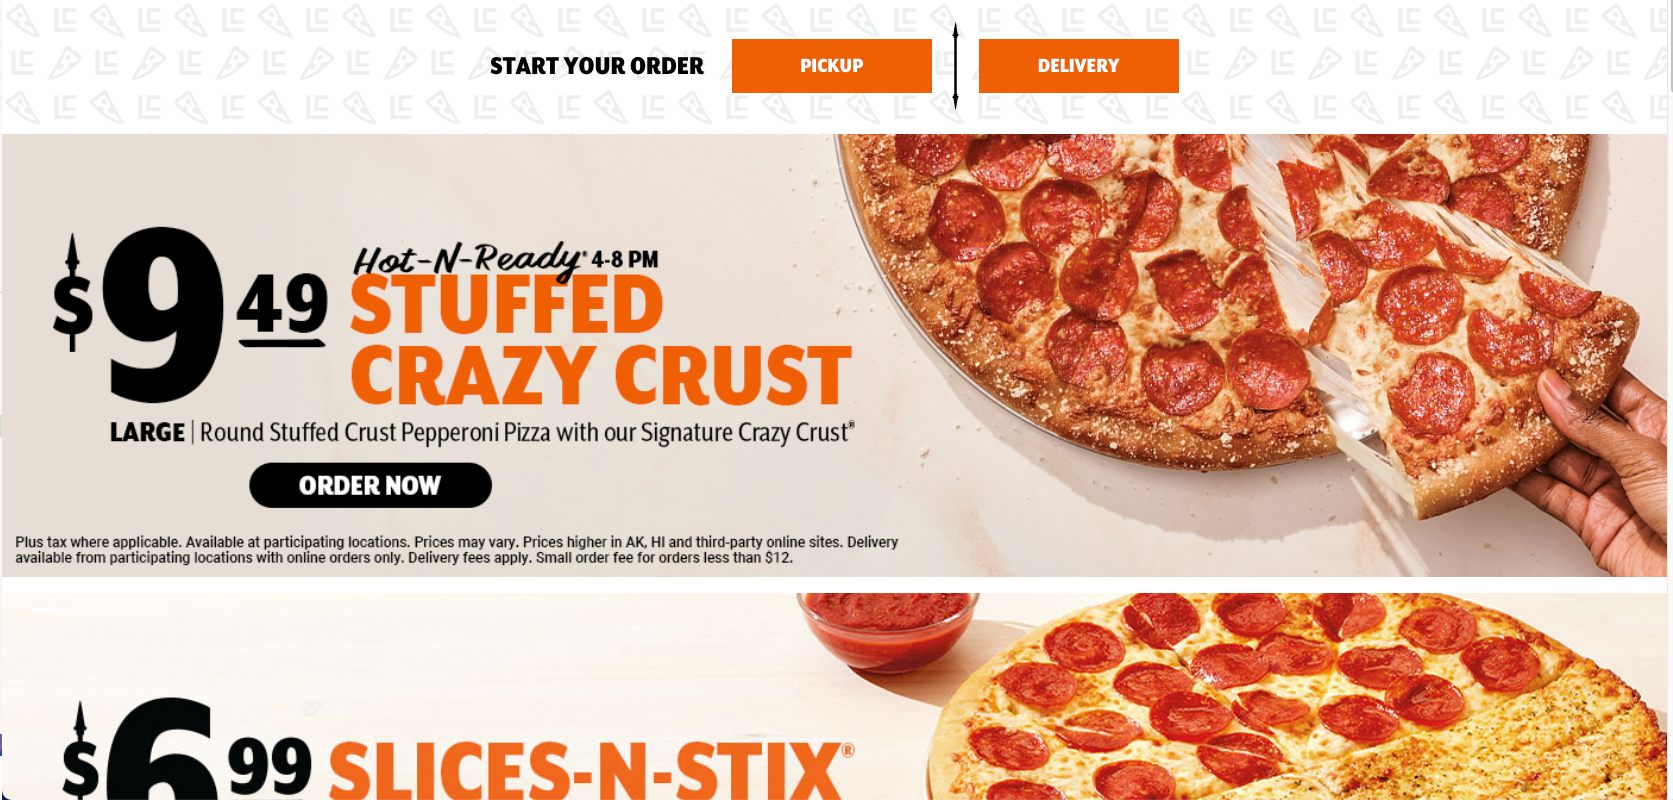 START YOUR ORDER
PICKUP
DELIVERY
$9 49
Hot-N-Ready® 4-8 PM
STUFFED
CRAZY CRUST
LARGE | Round Stuffed Crust Pepperoni Pizza with our Signature Crazy Crust®
ORDER NOW
Plus tax where applicable. Available at participating locations. Prices may vary. Prices higher in AK, HI and third-party online sites. Delivery
available from participating locations with online orders only. Delivery fees apply. Small order fee for orders less than $12.
$6 99 SLICES-N-STIX®